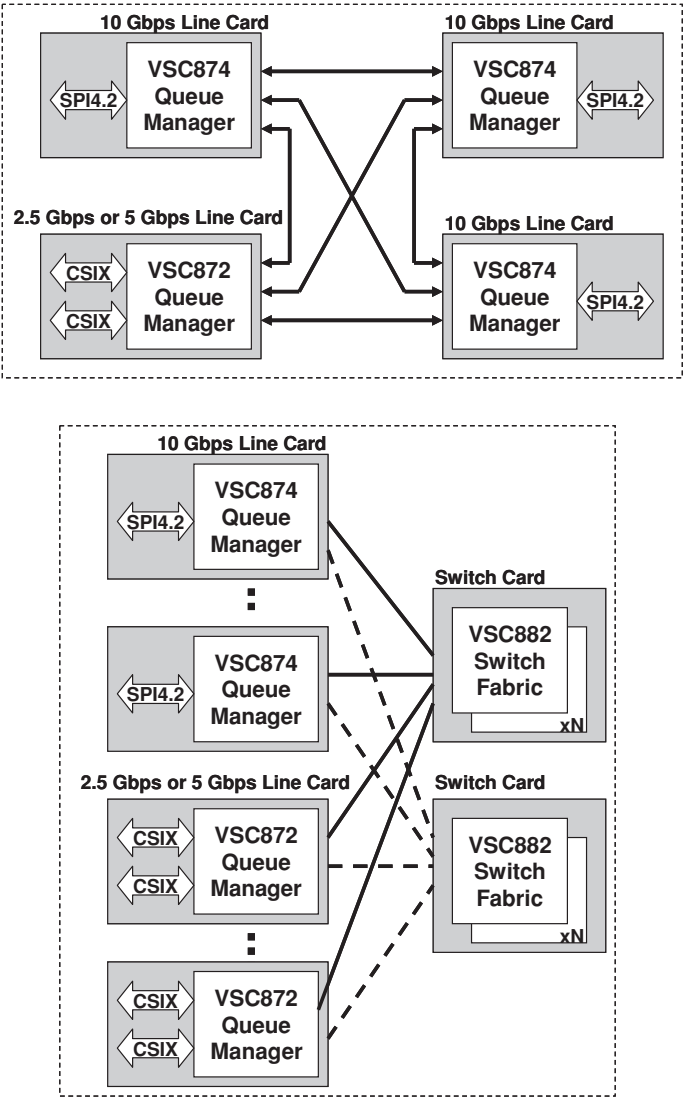 10 Gbps Line Card
10 Gbps Line Card
VSC874
Queue
Manager
SPI4.2
VSC874
Queue
Manager
SPI4.2
2.5 Gbps or 5 Gbps Line Card
10 Gbps Line Card
CSIX
CSIX
VSC872
Queue
Manager
VSC874
Queue
Manager
SPI4.2
10 Gbps Line Card
VSC874
Queue
Manager
SPI4.2
Switch Card
VSC882
Switch
Fabric
xN
VSC874
Queue
Manager
SPI4.2
2.5 Gbps or 5 Gbps Line Card
Switch Card
CSIX
CSIX
VSC872
Queue
Manager
VSC882
Switch
Fabric
xN
CSIX
CSIX
VSC872
Queue
Manager